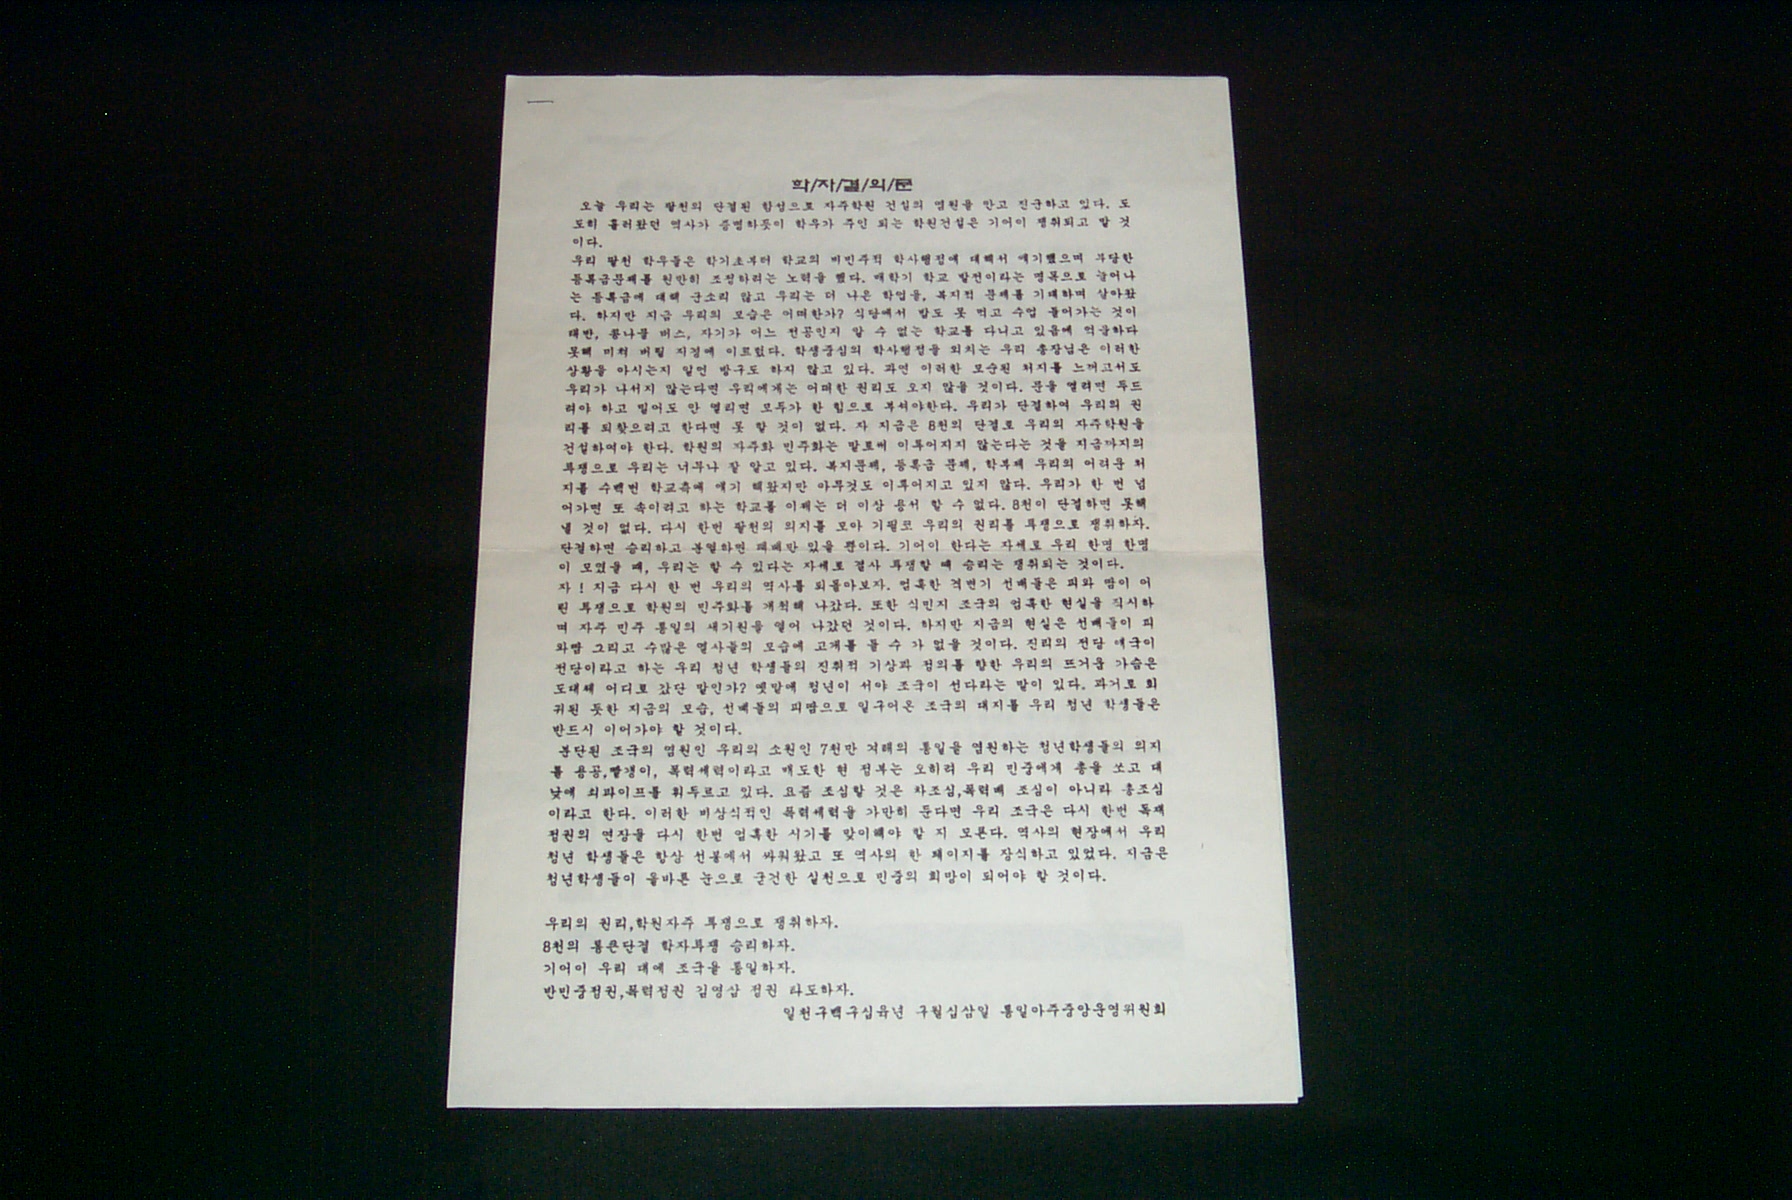 학/자/결/의/문
오늘 우리는 팔천의 단결된 함성으로 자주학원 건설의 염원을 안고 진군하고 있다. 도
도히 흘러왔던 역사가 증명하듯이 학우가 주인 되는 학원건설은 기어이 쟁취되고 말 것
이다.
우리 팔천 학우들은 학기초부터 학교의 비민주적 학사행정에 대해서 얘기했으며 부당한
등록금문제를 원만히 조정하려는 노력을 했다. 매학기 학교 발전이라는 명목으로 늘어나
는 등록금에 대해 군소리 않고 우리는 더 나은 학업을, 복지적 문제를 기대하며 살아왔
다. 하지만 지금 우리의 모습은 어떠한가? 식당에서 밥도 못 먹고 수업 들어가는 것이
태반, 콩나물 버스, 자기가 어느 전공인지 알 수 없는 학교를 다니고 있음에 억울하다
못해 미쳐 버릴 지경에 이르렀다. 학생중심의 학사행정을 외치는 우리 총장님은 이러한
상황을 아시는지 일언 방구도 하지 않고 있다. 과연 이러한 모순된 처지를 느끼고서도
우리가 나서지 않는다면 우리에게는 어떠한 권리도 오지 않을 것이다. 문을 열려면 두드
려야 하고 밀어도 안 열리면 모두가 한 힘으로 부셔야한다. 우리가 단결하여 우리의 권
리를 되찾으려고 한다면 못 할 것이 없다. 자 지금은 8천의 단결로 우리의 자주학원을
건설하여야 한다. 학원의 자주화 민주화는 말로써 이루어지지 않는다는 것을 지금까지의
투쟁으로 우리는 너무나 잘 알고 있다. 복지문제, 등록금 문제, 학부제 우리의 어려운 처
지를 수백번 학교측에 얘기 해왔지만 아무것도 이루어지고 있지 않다. 우리가 한 번 넘
어가면 또 속이려고 하는 학교를 이제는 더 이상 용서 할 수 없다. 8천이 단결하면 못해
낼 것이 없다. 다시 한번 팔천의 의지를 모아 기필코 우리의 권리를 투쟁으로 쟁취하자.
단결하면 승리하고 분열하면 패배만 있을 뿐이다. 기어이 한다는 자세로 우리 한명 한명
이 모였을 때, 우리는 할 수 있다는 자세로 결사 투쟁할 때 승리는 쟁취되는 것이다.
자 ! 지금 다시 한 번 우리의 역사를 되돌아보자. 엄혹한 격변기 선배들은 피와 땀이 어
린 투쟁으로 학원의 민주화를 개척해 나갔다. 또한 식민지 조국의 엄혹한 현실을 직시하
며 자주 민주 통일의 새기원을 열어 나갔던 것이다. 하지만 지금의 현실은 선배들이 피
와땀 그리고 수많은 열사들의 모습에 고개를 들 수 가 없을 것이다. 진리의 전당 애국이
전당이라고 하는 우리 청년 학생들의 진취적 기상과 정의를 향한 우리의 뜨거운 가슴은
도대체 어디로 갔단 말인가? 옛말에 청년이 서야 조국이 선다라는 말이 있다. 과거로 회
귀된 듯한 지금의 모습, 선배들의 피땀으로 일구어온 조국의 대지를 우리 청년 학생들은
반드시 이어가야 할 것이다.
분단된 조국의 염원인 우리의 소원인 7천만 겨레의 통일을 염원하는 청년학생들의 의지
를 용공,빨갱이, 폭력세력이라고 매도한 현 정부는 오히려 우리 민중에게 총을 쏘고 대
낮에 쇠파이프를 휘두르고 있다. 요즘 조심할 것은 차조심,폭력배 조심이 아니라 총조심
이라고 한다. 이러한 비상식적인 폭력세력을 가만히 둔다면 우리 조국은 다시 한번 독재
정권의 연장을 다시 한번 엄혹한 시기를 맞이해야 할 지 모른다. 역사의 현장에서 우리
청년 학생들은 항상 선봉에서 싸워왔고 또 역사의 한 페이지를 장식하고 있었다. 지금은
청년학생들이 올바른 눈으로 굳건한 실천으로 민중의 희망이 되어야 할 것이다.
우리의 권리,학원자주 투쟁으로 쟁취하자.
8천의 통큰단결 학자투쟁 승리하자.
기어이 우리 대에 조국을 통일하자.
반민중정권,폭력정권 김영삼 정권 타도하자.
일천구백구십육년 구월십삼일 통일아주중앙운영위원회